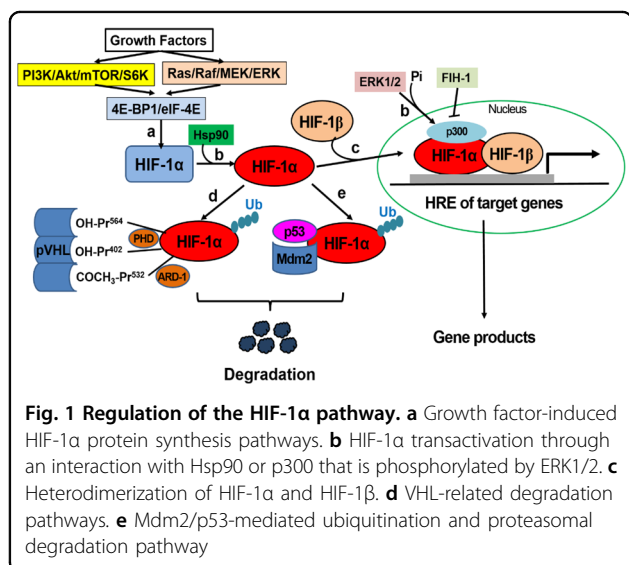 Growth Factors
PI3K/Akt/mTOR/S6K
Ras/Raf/MEK/ERK
4E-BP1/eIF-4E
a
Hsp90
b
HIF-1α
HIF-1α
HIF-1β
c
ERK1/2
Pi
FIH-1
b
Nucleus
p300
HIF-1α
HIF-1β
HRE of target genes
d
e
Ub
Ub
OH-Pr⁵⁶⁴
PHD
HIF-1α
pVHL
OH-Pr⁴⁰²
COCH₃-Pr⁵³²
ARD-1
p53
Mdm2
HIF-1α
Degradation
Gene products
Fig. 1 Regulation of the HIF-1α pathway. a Growth factor-induced
HIF-1α protein synthesis pathways. b HIF-1α transactivation through
an interaction with Hsp90 or p300 that is phosphorylated by ERK1/2. c
Heterodimerization of HIF-1α and HIF-1β. d VHL-related degradation
pathways. e Mdm2/p53-mediated ubiquitination and proteasomal
degradation pathway